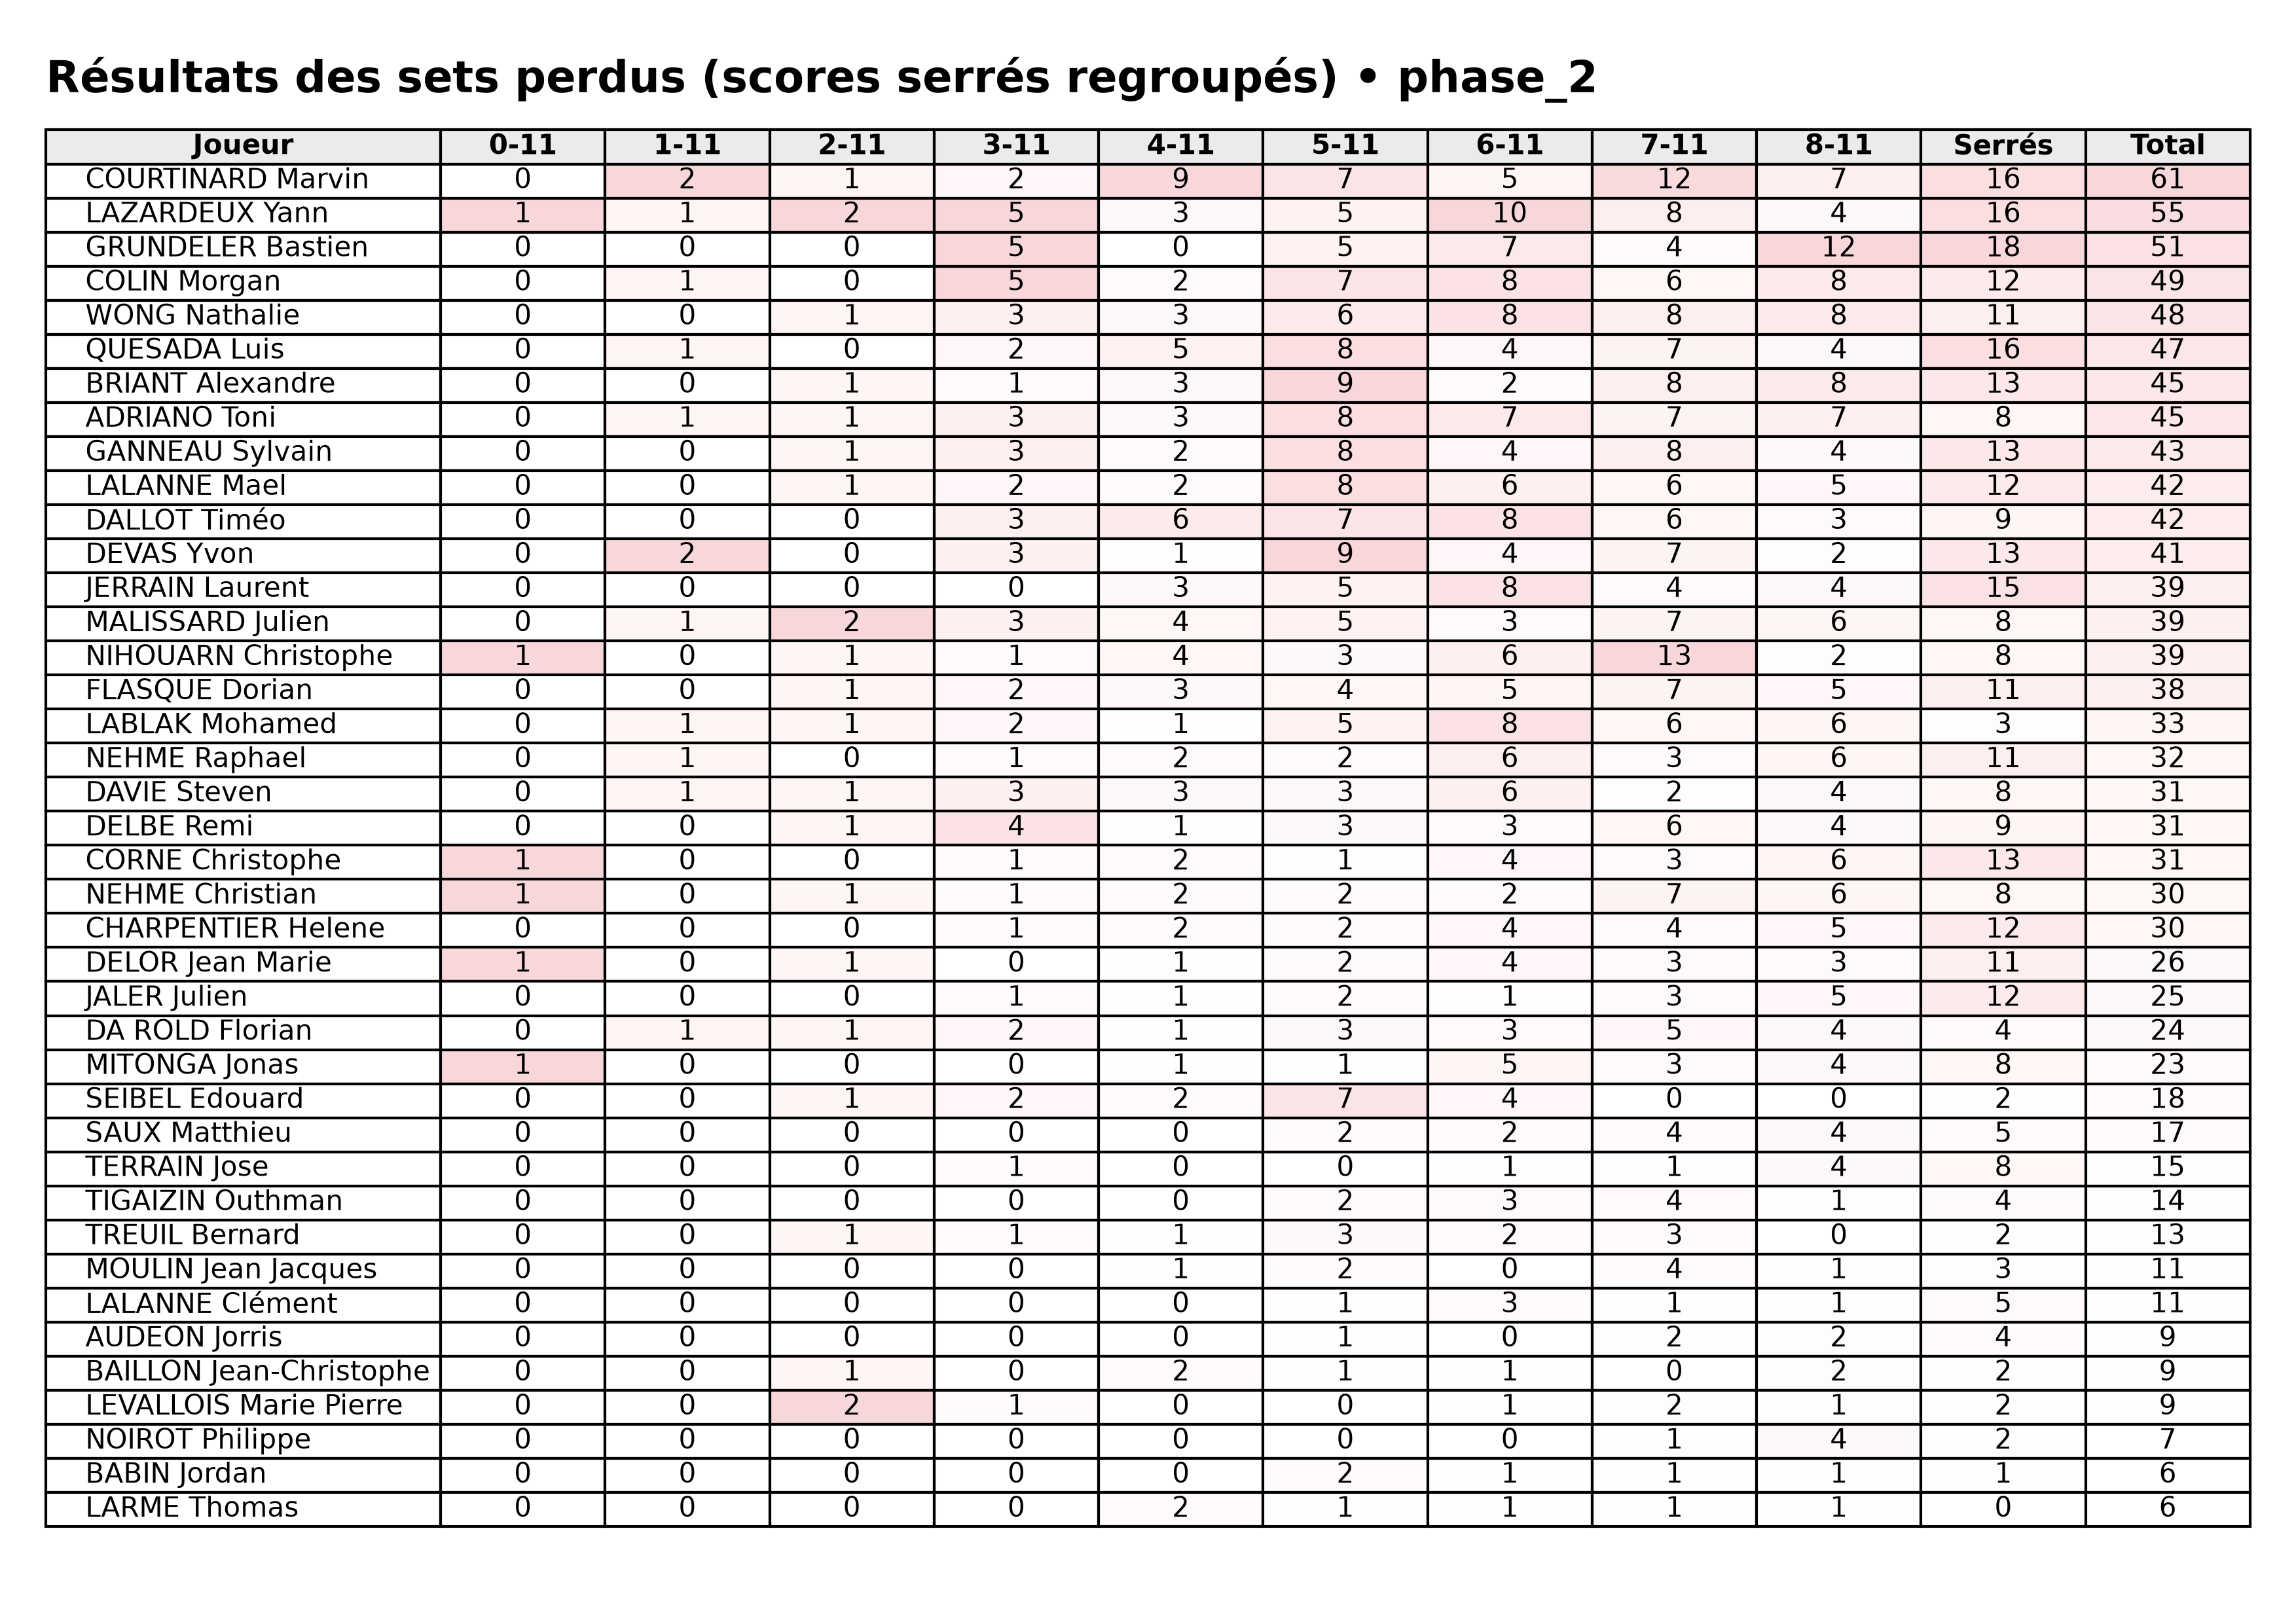 Résultats des sets perdus (scores serrés regroupés) • phase_2
Joueur 0-11 1-11 2-11 3-11 4-11 5-11 6-11 7-11 8-11 Serrés Total
COURTINARD Marvin 0 2 1 2 9 7 5 12 7 16 61
LAZARDEUX Yann 1 1 2 5 3 5 10 8 4 16 55
GRUNDELER Bastien 0 0 0 5 0 5 7 4 12 18 51
COLIN Morgan 0 1 0 5 2 7 8 6 8 12 49
WONG Nathalie 0 0 1 3 3 6 8 8 8 11 48
QUESADA Luis 0 1 0 2 5 8 4 7 4 16 47
BRIANT Alexandre 0 0 1 1 3 9 2 8 8 13 45
ADRIANO Toni 0 1 1 3 3 8 7 7 7 8 45
GANNEAU Sylvain 0 0 1 3 2 8 4 8 4 13 43
LALANNE Mael 0 0 1 2 2 8 6 6 5 12 42
DALLOT Timéo 0 0 0 3 6 7 8 6 3 9 42
DEVAS Yvon 0 2 0 3 1 9 4 7 2 13 41
JERRAIN Laurent 0 0 0 0 3 5 8 4 4 15 39
MALISSARD Julien 0 1 2 3 4 5 3 7 6 8 39
NIHOUARN Christophe 1 0 1 1 4 3 6 13 2 8 39
FLASQUE Dorian 0 0 1 2 3 4 5 7 5 11 38
LABLAK Mohamed 0 1 1 2 1 5 8 6 6 3 33
NEHME Raphael 0 1 0 1 2 2 6 3 6 11 32
DAVIE Steven 0 1 1 3 3 3 6 2 4 8 31
DELBE Remi 0 0 1 4 1 3 3 6 4 9 31
CORNE Christophe 1 0 0 1 2 1 4 3 6 13 31
NEHME Christian 1 0 1 1 2 2 2 7 6 8 30
CHARPENTIER Helene 0 0 0 1 2 2 4 4 5 12 30
DELOR Jean Marie 1 0 1 0 1 2 4 3 3 11 26
JALER Julien 0 0 0 1 1 2 1 3 5 12 25
DA ROLD Florian 0 1 1 2 1 3 3 5 4 4 24
MITONGA Jonas 1 0 0 0 1 1 5 3 4 8 23
SEIBEL Edouard 0 0 1 2 2 7 4 0 0 2 18
SAUX Matthieu 0 0 0 0 0 2 2 4 4 5 17
TERRAIN Jose 0 0 0 1 0 0 1 1 4 8 15
TIGAIZIN Outhman 0 0 0 0 0 2 3 4 1 4 14
TREUIL Bernard 0 0 1 1 1 3 2 3 0 2 13
MOULIN Jean Jacques 0 0 0 0 1 2 0 4 1 3 11
LALANNE Clément 0 0 0 0 0 1 3 1 1 5 11
AUDEON Jorris 0 0 0 0 0 1 0 2 2 4 9
BAILLON Jean-Christophe 0 0 1 0 2 1 1 0 2 2 9
LEVALLOIS Marie Pierre 0 0 2 1 0 0 1 2 1 2 9
NOIROT Philippe 0 0 0 0 0 0 0 1 4 2 7
BABIN Jordan 0 0 0 0 0 2 1 1 1 1 6
LARME Thomas 0 0 0 0 2 1 1 1 1 0 6